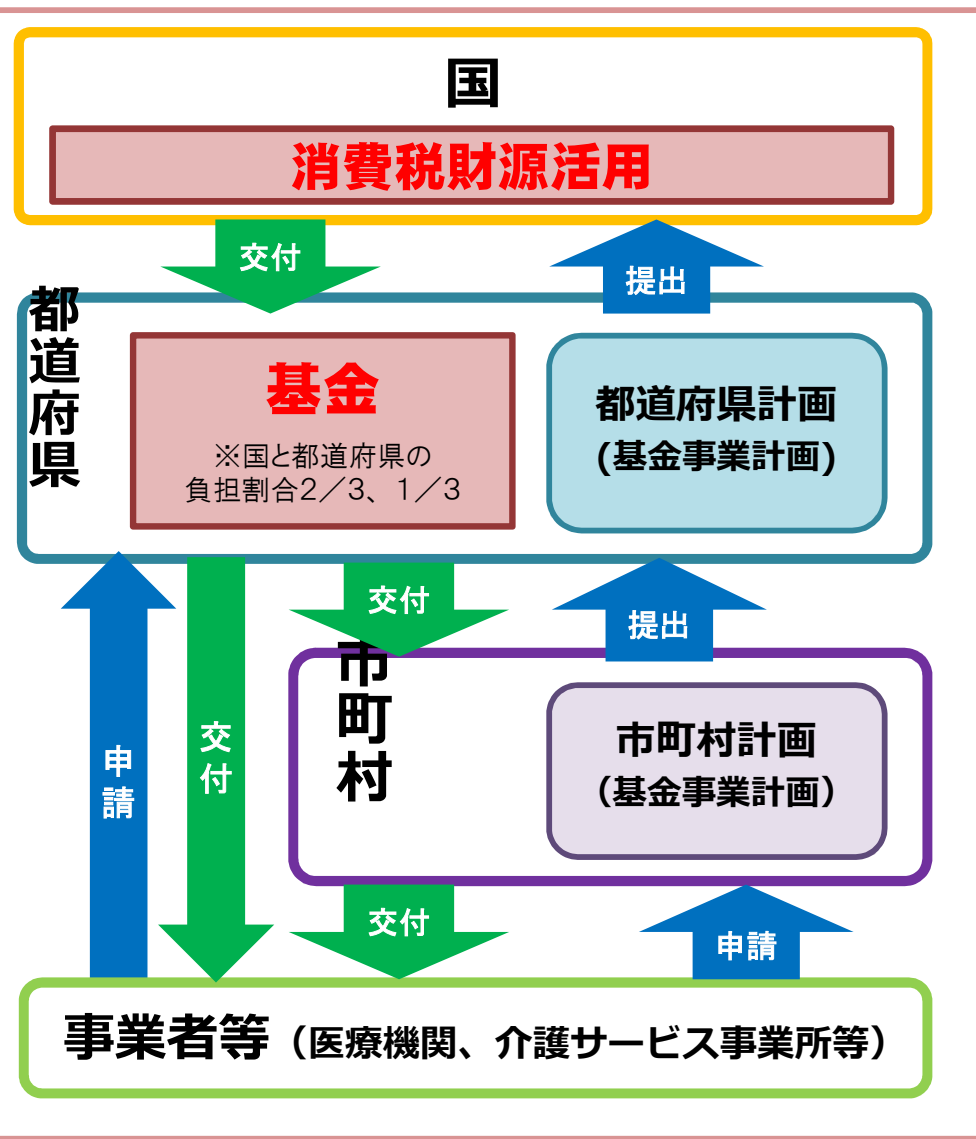 国
消費税財源活用
交付
提出
都道府県
基金
※国と都道府県の
負担割合2／3、1／3
都道府県計画
(基金事業計画)
交付
提出
申請
交付
市町村
市町村計画
（基金事業計画）
交付
申請
事業者等（医療機関、介護サービス事業所等）